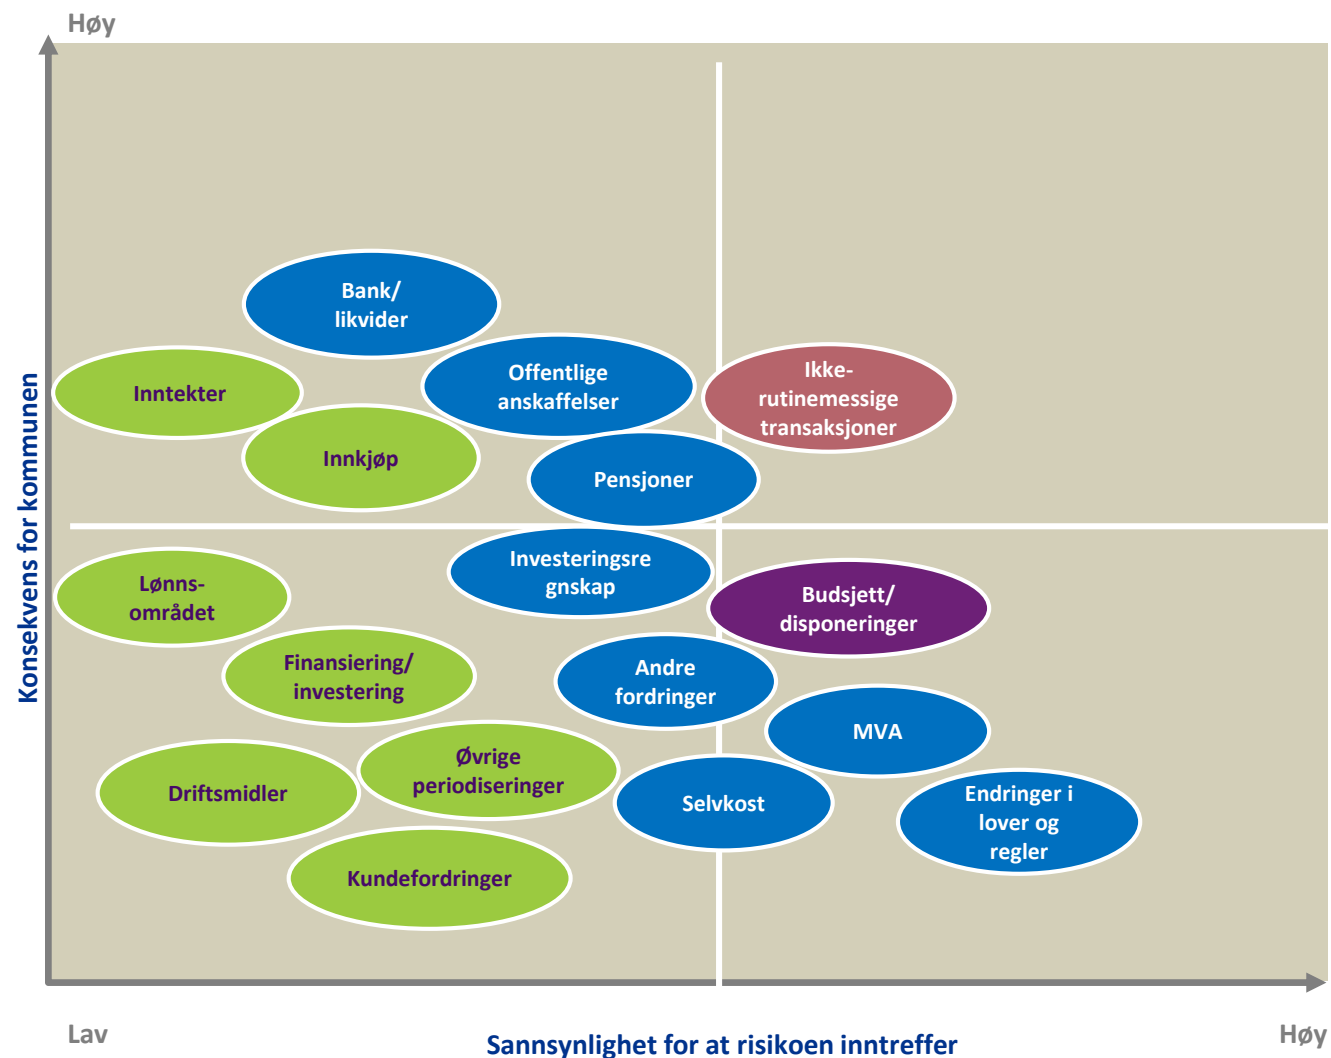 Høy
Konsekvens for kommunen
Bank/
likvider
Inntekter
Offentlige
anskaffelser
Ikke-
rutinemessige
transaksjoner
Innkjøp
Pensjoner
Lønns-
området
Investeringsre
gnskap
Budsjett/
disponeringer
Finansiering/
investering
Andre
fordringer
MVA
Driftsmidler
Øvrige
periodiseringer
Selvkost
Endringer i
lover og
regler
Kundefordringer
Lav
Sannsynlighet for at risikoen inntreffer
Høy